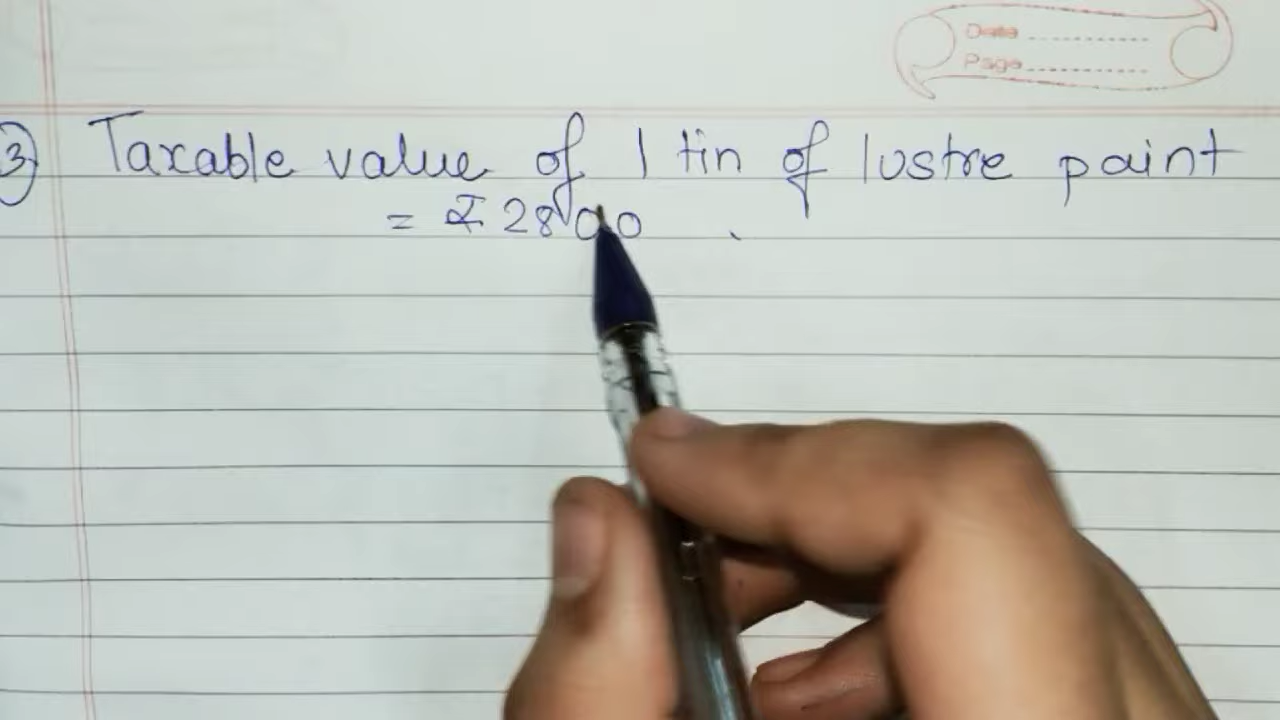 Date ..............
Page ..............
3) Taxable value of 1 tin of lustre paint
= ₹ 2800